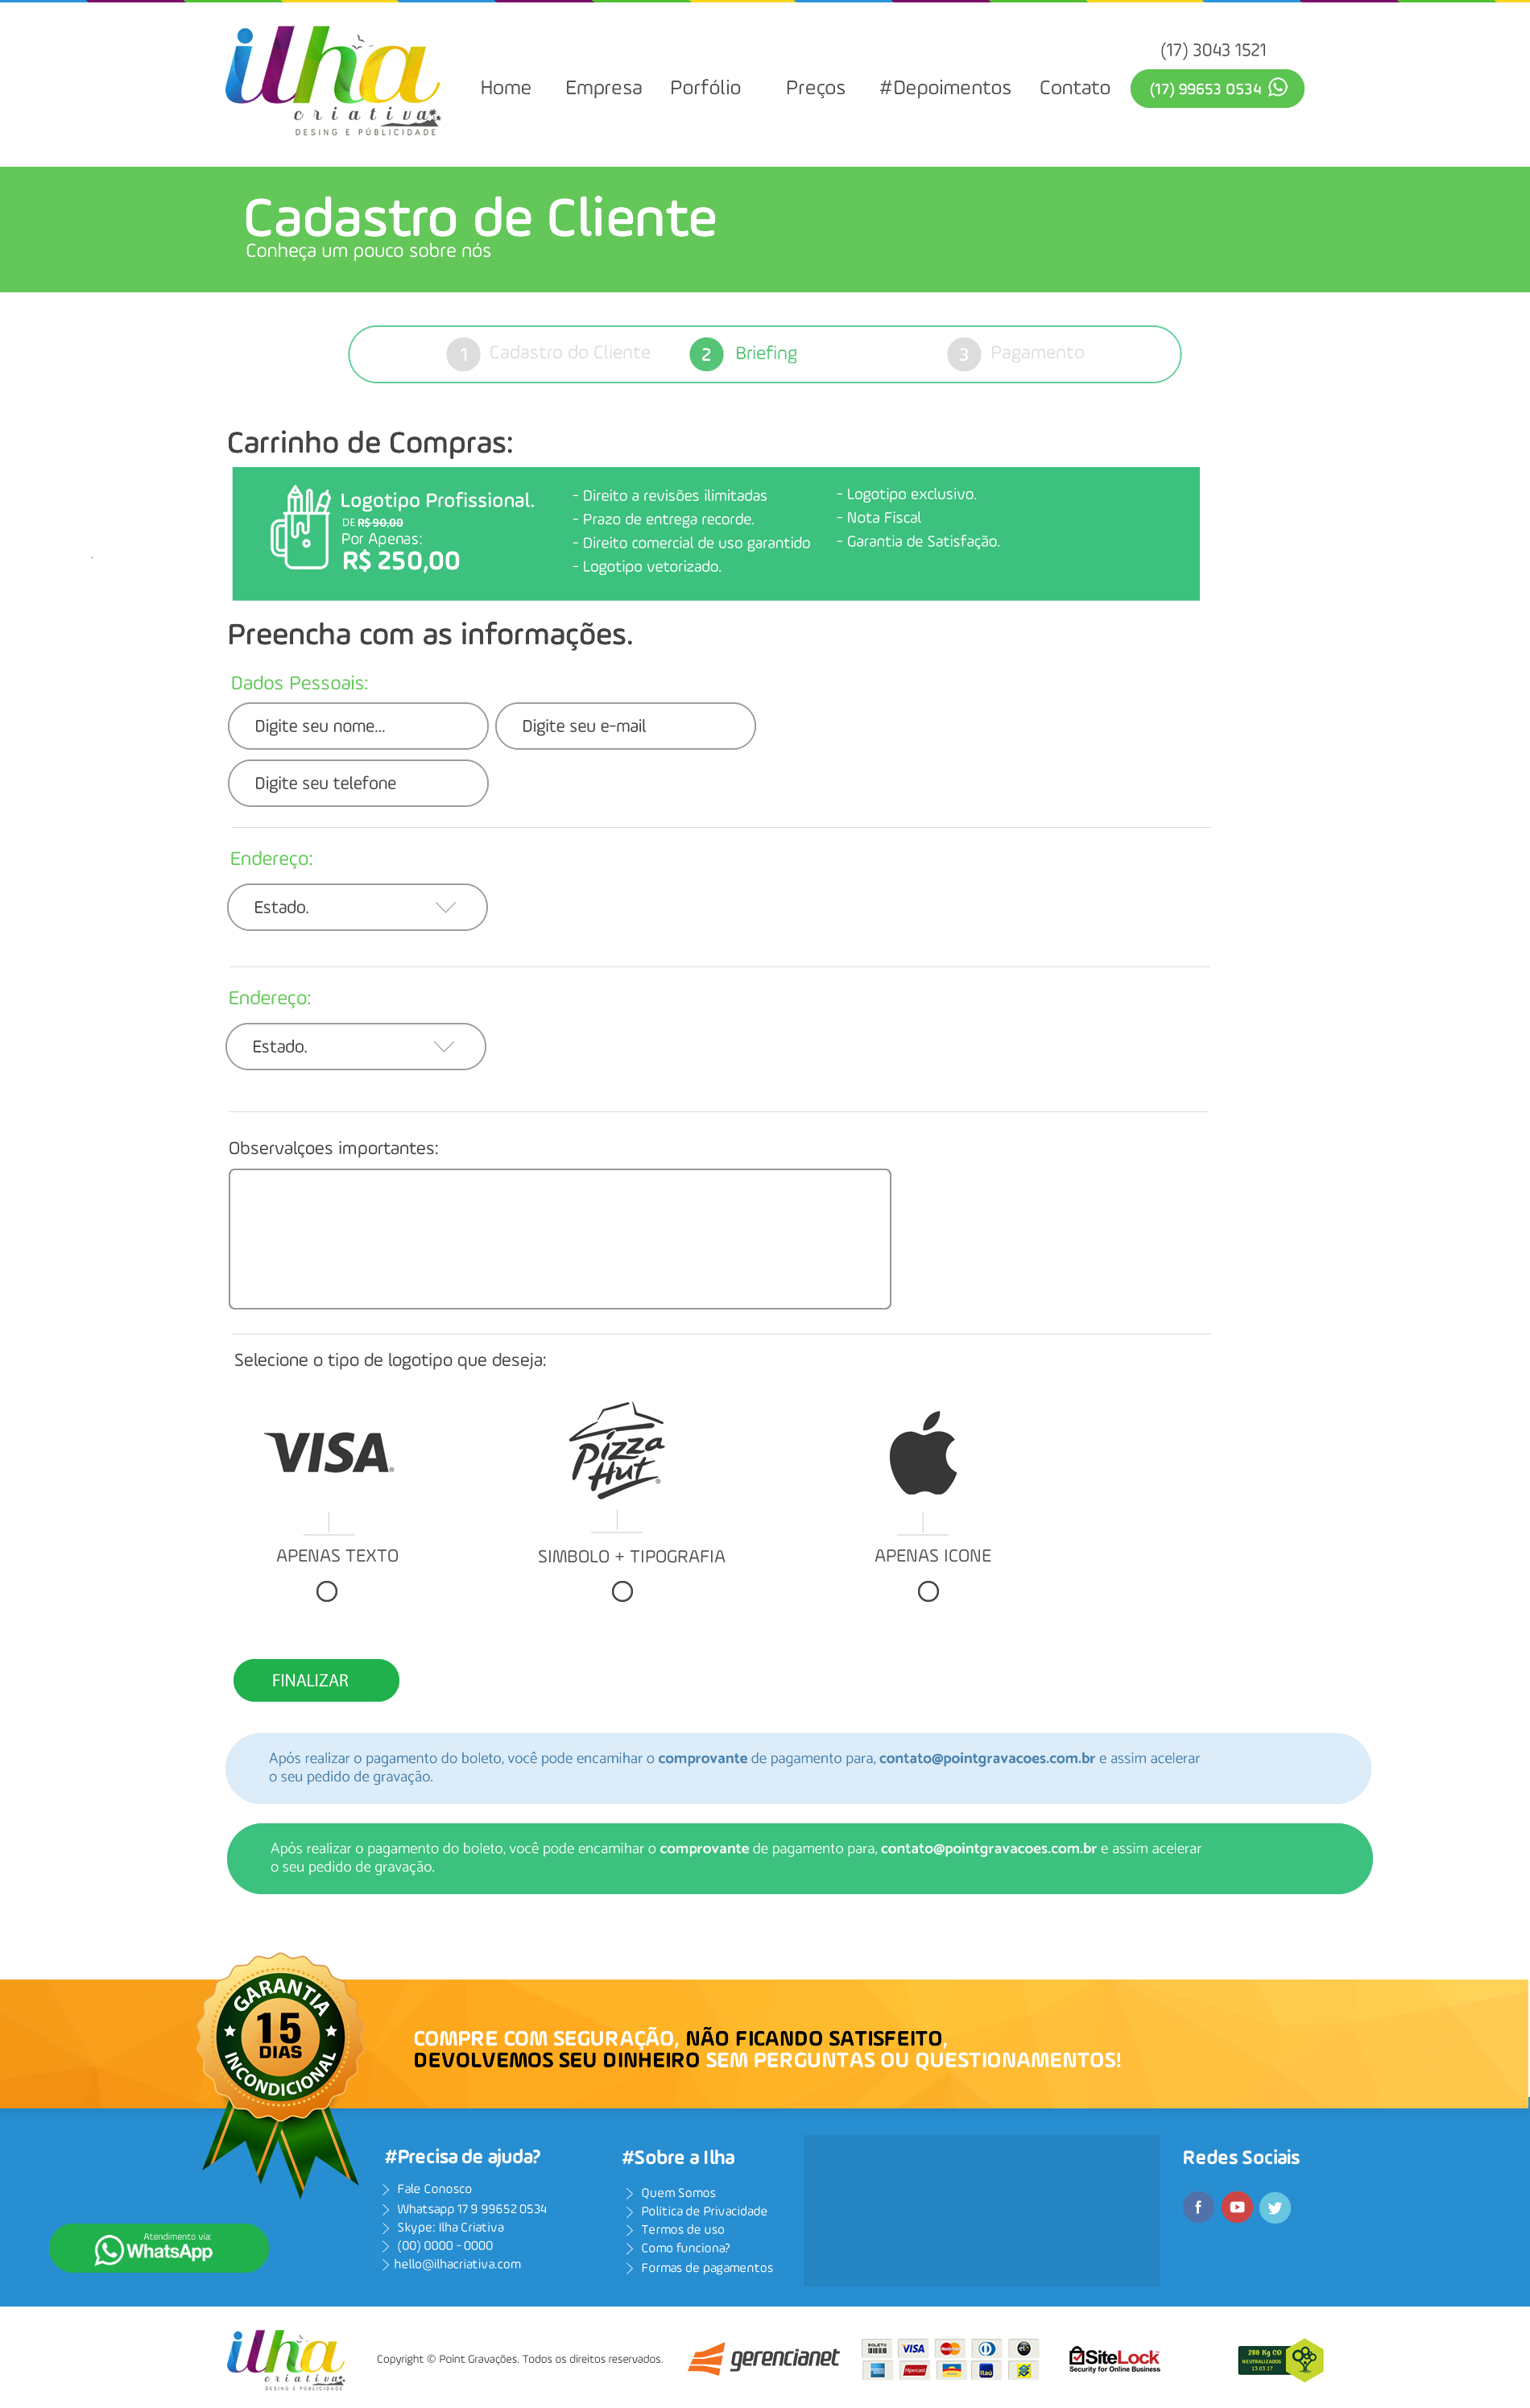 ilha
criativa
DESING E PÚBLICIDADE
Home Empresa Porfólio Preços #Depoimentos Contato
(17) 3043 1521
(17) 99653 0534
Cadastro de Cliente
Conheça um pouco sobre nós
1 Cadastro do Cliente 2 Briefing 3 Pagamento
Carrinho de Compras:
Logotipo Profissional.
DE R$ 90,00
Por Apenas:
R$ 250,00
- Direito a revisões ilimitadas
- Prazo de entrega recorde.
- Direito comercial de uso garantido
- Logotipo vetorizado.
- Logotipo exclusivo.
- Nota Fiscal
- Garantia de Satisfação.
Preencha com as informações.
Dados Pessoais:
Digite seu nome... Digite seu e-mail
Digite seu telefone
Endereço:
Estado.
Endereço:
Estado.
Observalçoes importantes:
Selecione o tipo de logotipo que deseja:
VISA
Pizza
Hut
APENAS TEXTO SIMBOLO + TIPOGRAFIA APENAS ICONE
FINALIZAR
Após realizar o pagamento do boleto, você pode encamihar o comprovante de pagamento para, contato@pointgravacoes.com.br e assim acelerar
o seu pedido de gravação.
Após realizar o pagamento do boleto, você pode encamihar o comprovante de pagamento para, contato@pointgravacoes.com.br e assim acelerar
o seu pedido de gravação.
GARANTIA
15
DIAS
INCONDICIONAL
COMPRE COM SEGURAÇÃO, NÃO FICANDO SATISFEITO,
DEVOLVEMOS SEU DINHEIRO SEM PERGUNTAS OU QUESTIONAMENTOS!
Atendimento via:
WhatsApp
#Precisa de ajuda?
Fale Conosco
Whatsapp 17 9 99652 0534
Skype: Ilha Criativa
(00) 0000 - 0000
hello@ilhacriativa.com
#Sobre a Ilha
Quem Somos
Política de Privacidade
Termos de uso
Como funciona?
Formas de pagamentos
Redes Sociais
ilha
criativa
DESING E PUBLICIDADE
Copyright © Point Gravações. Todos os direitos reservados.
gerencianet
BOLETO VISA MasterCard
Hipercard Itaú
SiteLock
Security for Online Business
280 Kg CO
NEUTRALIZADOS
13.03.17